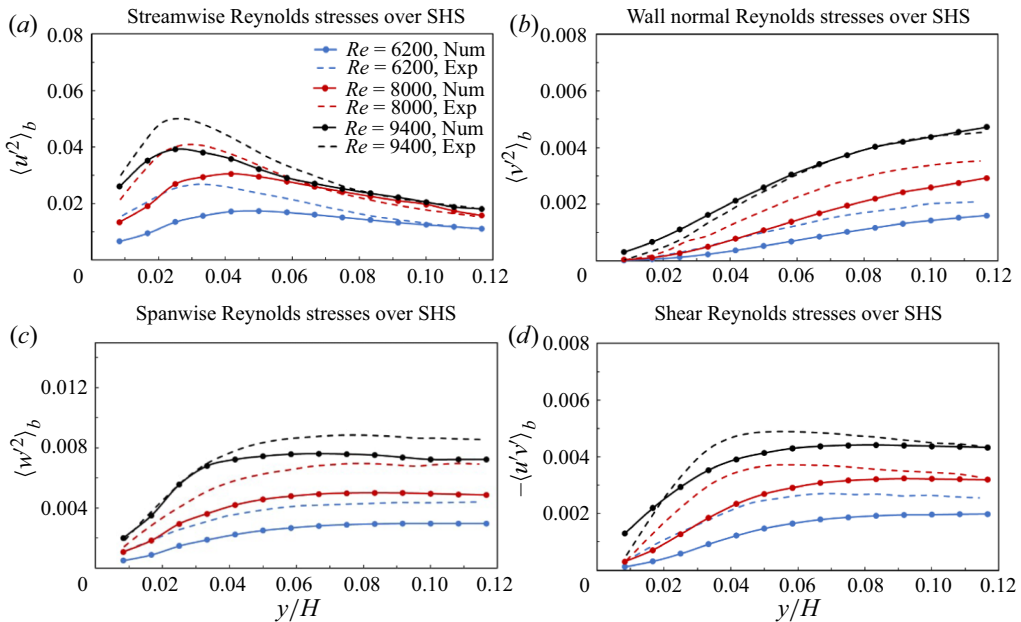 (a) Streamwise Reynolds stresses over SHS
0.08
0.06
0.04
0.02
0 0.02 0.04 0.06 0.08 0.10 0.12
⟨u′²⟩b
Re = 6200, Num
Re = 6200, Exp
Re = 8000, Num
Re = 8000, Exp
Re = 9400, Num
Re = 9400, Exp
(b) Wall normal Reynolds stresses over SHS
0.008
0.006
0.004
0.002
0 0.02 0.04 0.06 0.08 0.10 0.12
⟨v′²⟩b
(c) Spanwise Reynolds stresses over SHS
0.012
0.008
0.004
0 0.02 0.04 0.06 0.08 0.10 0.12
⟨w′²⟩b
y/H
(d) Shear Reynolds stresses over SHS
0.008
0.006
0.004
0.002
0 0.02 0.04 0.06 0.08 0.10 0.12
−⟨u′v′⟩b
y/H